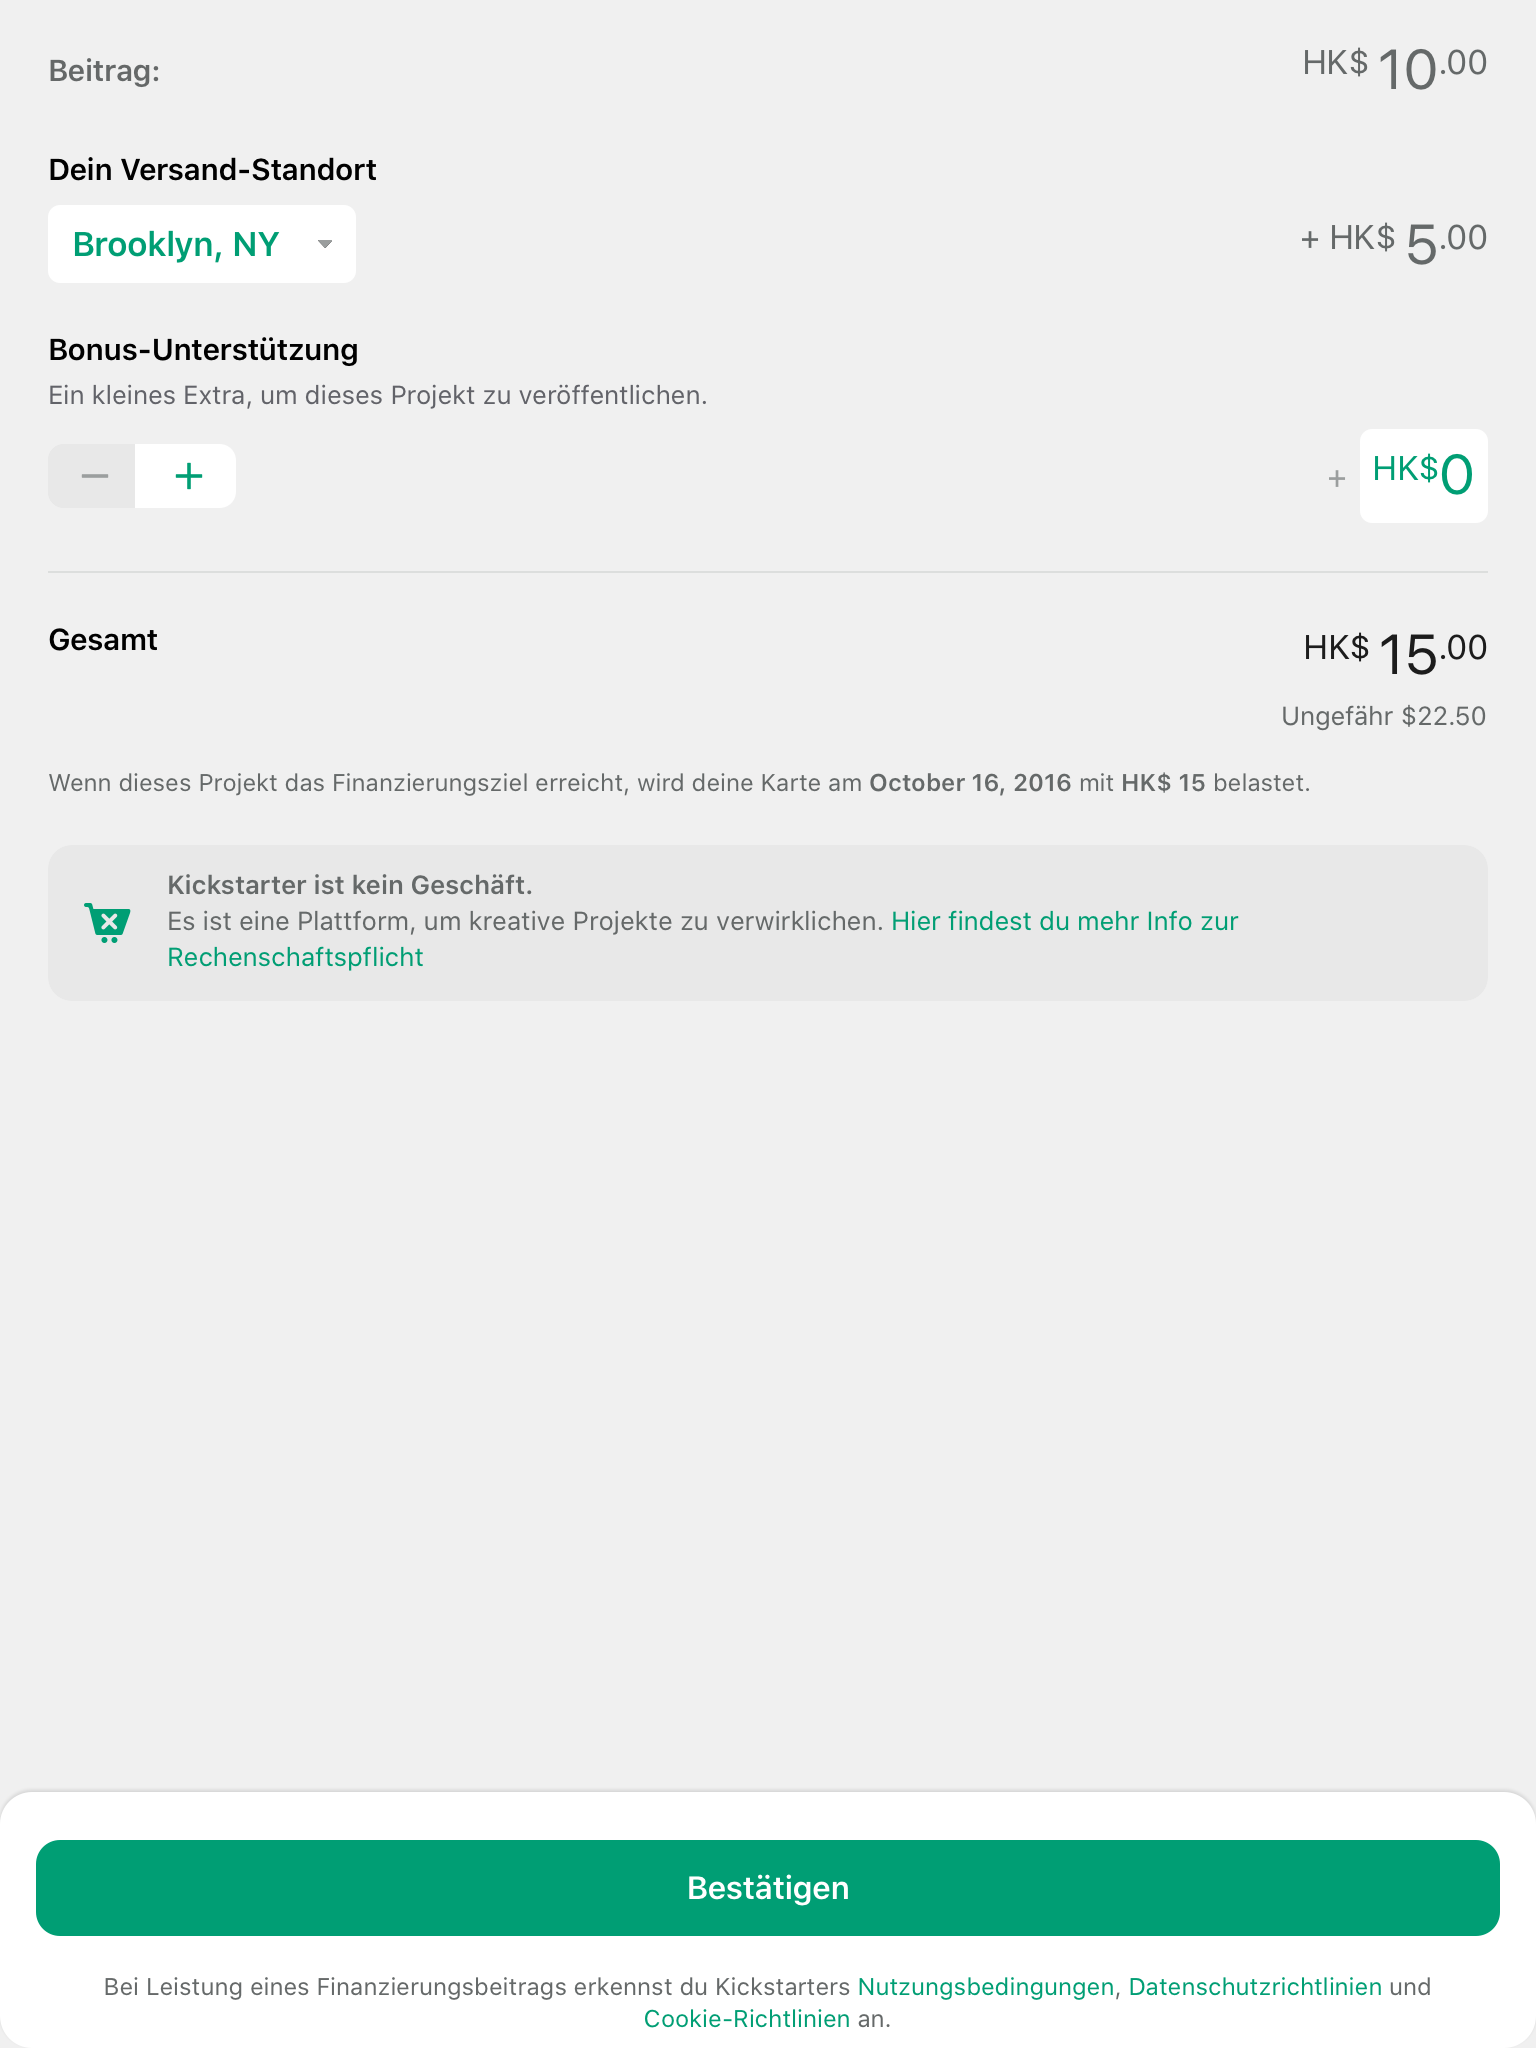 Beitrag:
HK$ 10.00
Dein Versand-Standort
Brooklyn, NY
+ HK$ 5.00
Bonus-Unterstützung
Ein kleines Extra, um dieses Projekt zu veröffentlichen.
— +
+ HK$0
Gesamt
HK$ 15.00
Ungefähr $22.50
Wenn dieses Projekt das Finanzierungsziel erreicht, wird deine Karte am October 16, 2016 mit HK$ 15 belastet.
Kickstarter ist kein Geschäft.
Es ist eine Plattform, um kreative Projekte zu verwirklichen. Hier findest du mehr Info zur
Rechenschaftspflicht
Bestätigen
Bei Leistung eines Finanzierungsbeitrags erkennst du Kickstarters Nutzungsbedingungen, Datenschutzrichtlinien und
Cookie-Richtlinien an.